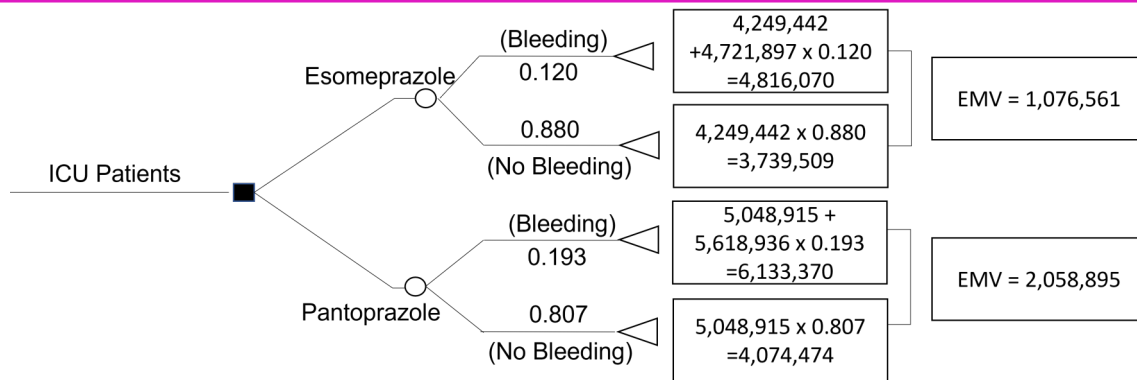 ICU Patients
Esomeprazole
(Bleeding)
0.120
0.880
(No Bleeding)
4,249,442
+4,721,897 x 0.120
=4,816,070
4,249,442 x 0.880
=3,739,509
EMV = 1,076,561
Pantoprazole
(Bleeding)
0.193
0.807
(No Bleeding)
5,048,915 +
5,618,936 x 0.193
=6,133,370
5,048,915 x 0.807
=4,074,474
EMV = 2,058,895